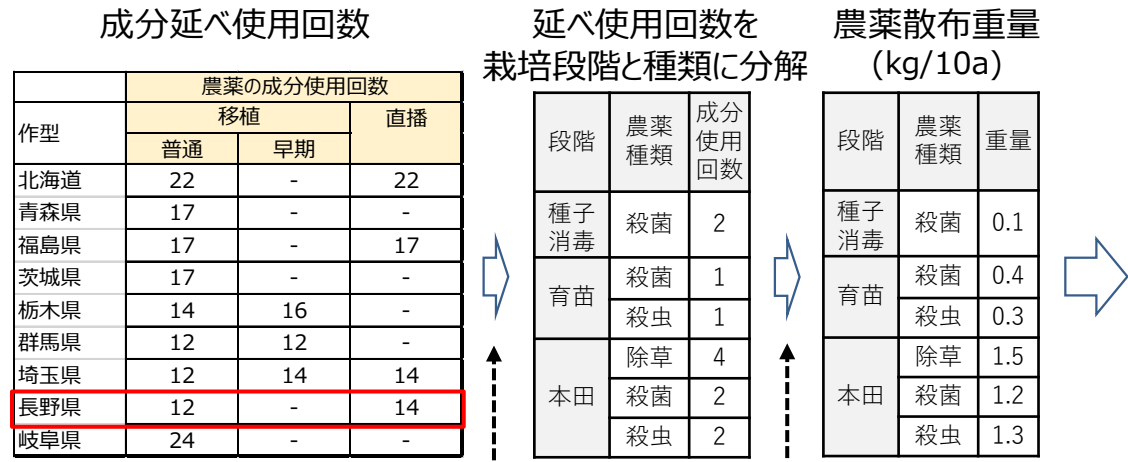 成分延べ使用回数
農薬の成分使用回数
作型 移植 直播
普通 早期
北海道 22 - 22
青森県 17 - -
福島県 17 - 17
茨城県 17 - -
栃木県 14 16 -
群馬県 12 12 -
埼玉県 12 14 14
長野県 12 - 14
岐阜県 24 - -
延べ使用回数を
栽培段階と種類に分解
段階 農薬種類 成分使用回数
種子消毒 殺菌 2
育苗 殺菌 1
殺虫 1
本田 除草 4
殺菌 2
殺虫 2
農薬散布重量
(kg/10a)
段階 農薬種類 重量
種子消毒 殺菌 0.1
育苗 殺菌 0.4
殺虫 0.3
本田 除草 1.5
殺菌 1.2
殺虫 1.3